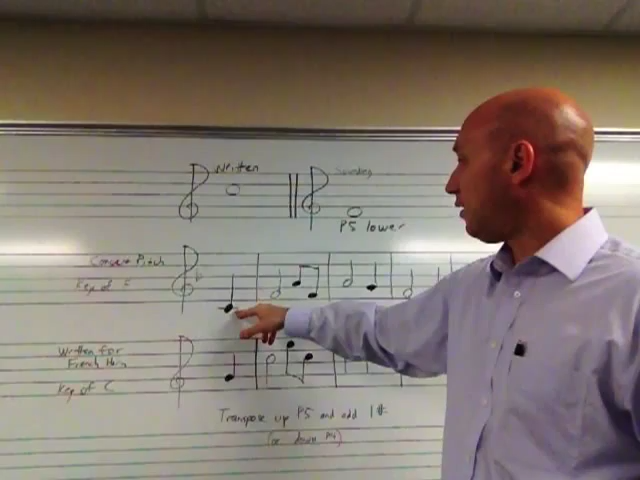 Written Sounding
P5 lower
Concert Pitch
Key of F
Written for
French Horn
Key of C
Transpose up P5 and add 1#
(or down P4)